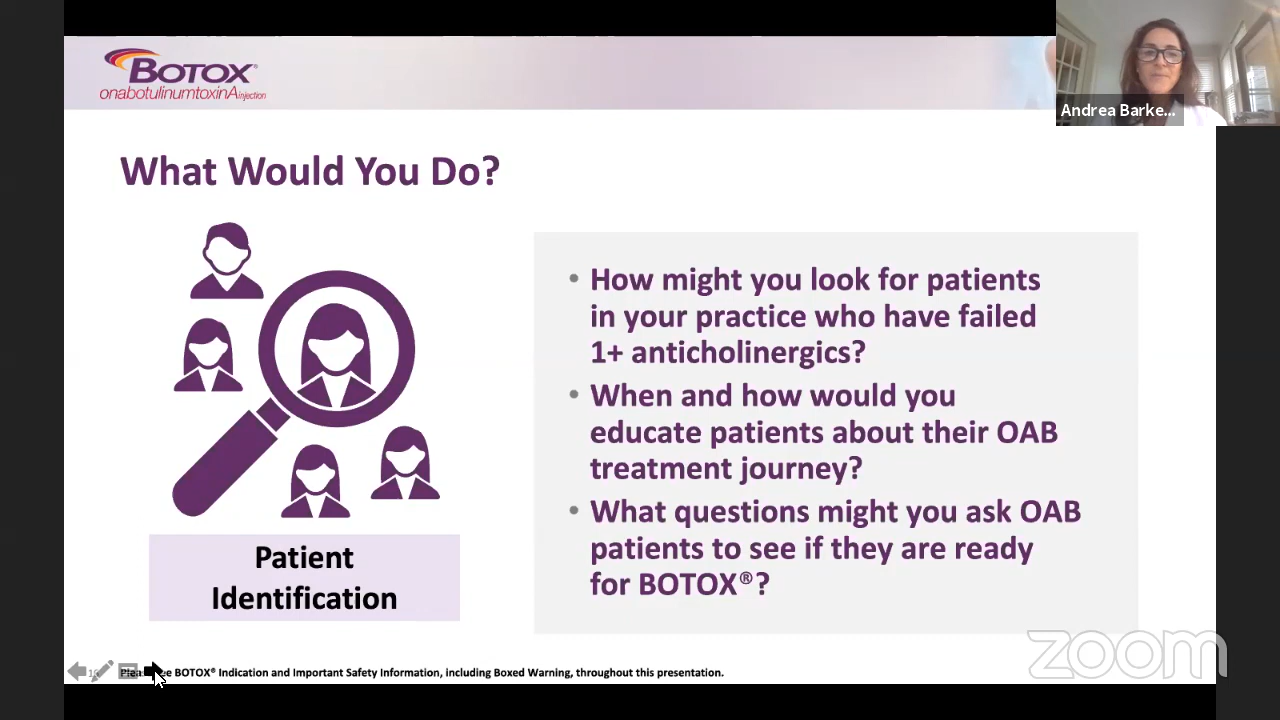 BOTOX®
onabotulinumtoxinA injection
Andrea Barke...
What Would You Do?
• How might you look for patients
in your practice who have failed
1+ anticholinergics?
• When and how would you
educate patients about their OAB
treatment journey?
• What questions might you ask OAB
patients to see if they are ready
for BOTOX®?
Patient
Identification
BOTOX® Indication and Important Safety Information, including Boxed Warning, throughout this presentation.
zoom